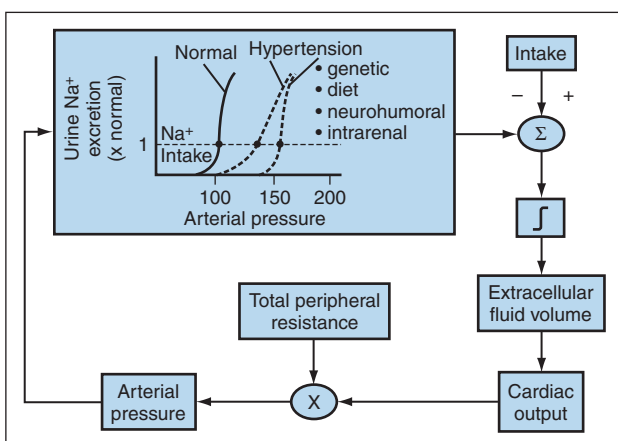 Urine Na+
excretion
(x normal)
Normal
Hypertension
• genetic
• diet
• neurohumoral
• intrarenal
1
Na+
Intake
100
150
200
Arterial pressure
Intake
− +
Σ
∫
Extracellular
fluid volume
Total peripheral
resistance
Arterial
pressure
X
Cardiac
output